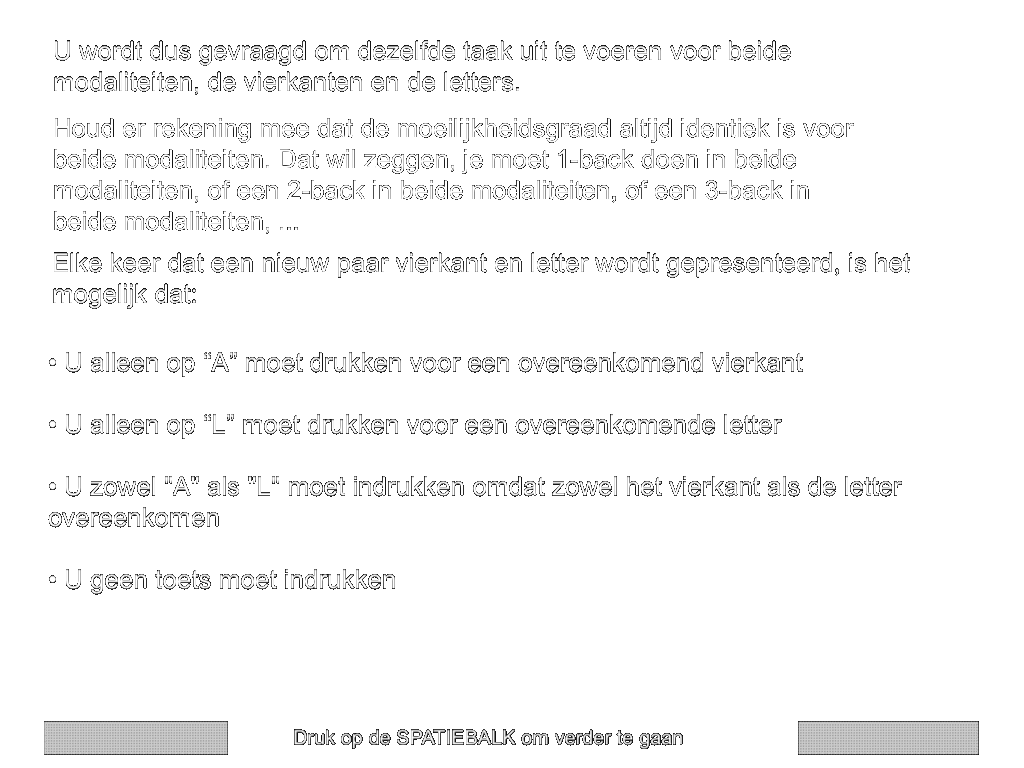 U wordt dus gevraagd om dezelfde taak uit te voeren voor beide
modaliteiten, de vierkanten en de letters.
Houd er rekening mee dat de moeilijkheidsgraad altijd identiek is voor
beide modaliteiten. Dat wil zeggen, je moet 1-back doen in beide
modaliteiten, of een 2-back in beide modaliteiten, of een 3-back in
beide modaliteiten, ...
Elke keer dat een nieuw paar vierkant en letter wordt gepresenteerd, is het
mogelijk dat:
• U alleen op “A” moet drukken voor een overeenkomend vierkant
• U alleen op “L” moet drukken voor een overeenkomende letter
• U zowel "A" als "L" moet indrukken omdat zowel het vierkant als de letter
overeenkomen
• U geen toets moet indrukken
Druk op de SPATIEBALK om verder te gaan